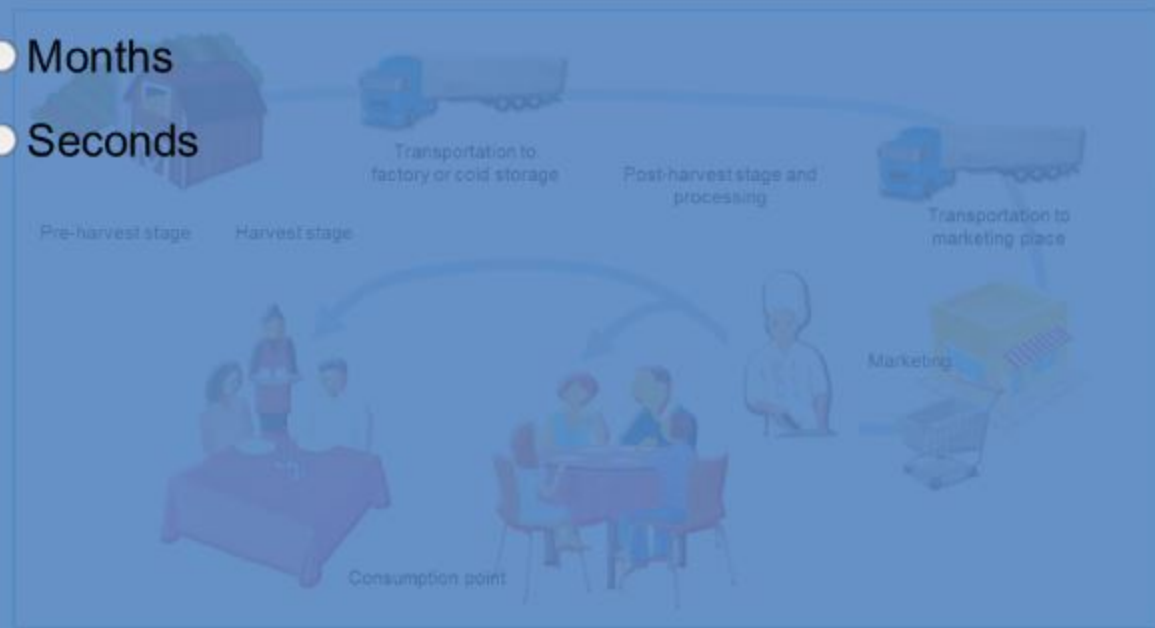 Months
Seconds
Transportation to
factory or cold storage
Post-harvest stage and
processing
Transportation to
marketing place
Pre-harvest stage
Harvest stage
Marketing
Consumption point